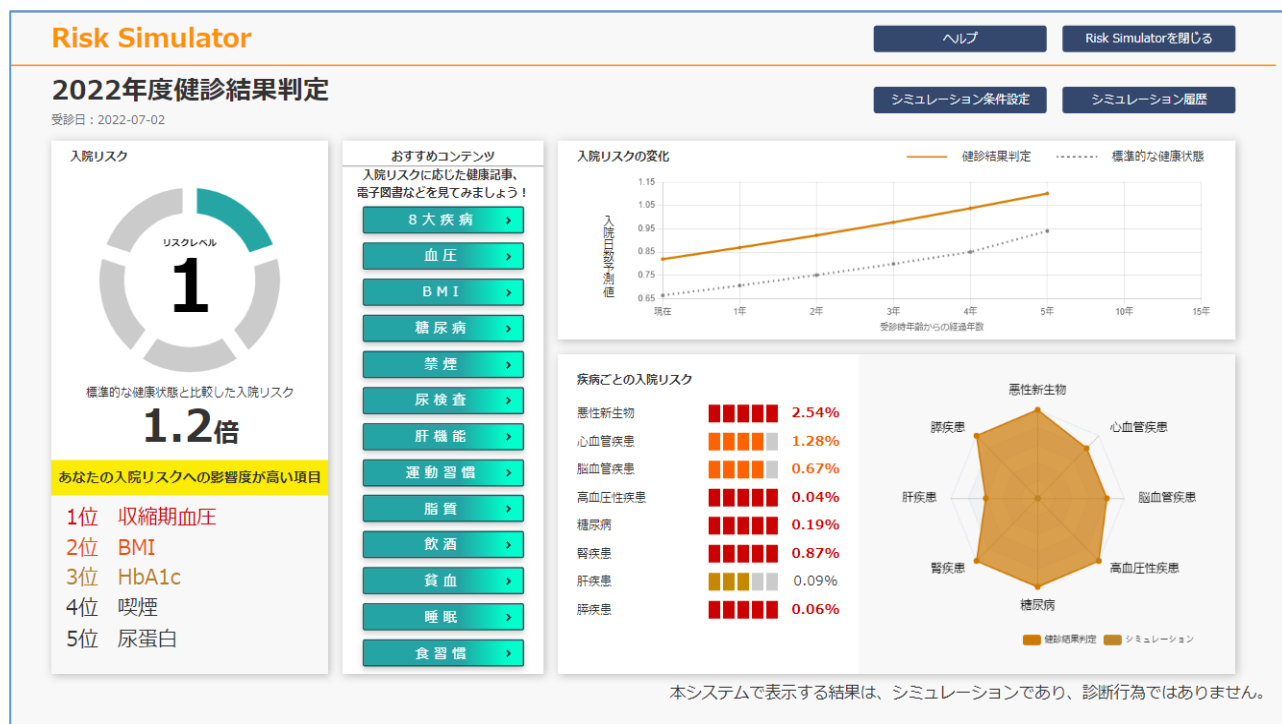 Risk Simulator
ヘルプ
Risk Simulatorを閉じる
2022年度健診結果判定
受診日：2022-07-02
シミュレーション条件設定
シミュレーション履歴
入院リスク
リスクレベル
1
標準的な健康状態と比較した入院リスク
1.2倍
あなたの入院リスクへの影響度が高い項目
1位 収縮期血圧
2位 BMI
3位 HbA1c
4位 喫煙
5位 尿蛋白
おすすめコンテンツ
入院リスクに応じた健康記事、
電子図書などを見てみましょう！
8大疾病
血圧
BMI
糖尿病
禁煙
尿検査
肝機能
運動習慣
脂質
飲酒
貧血
睡眠
食習慣
入院リスクの変化
健診結果判定
標準的な健康状態
入院日数予測値
1.15
1.05
0.95
0.85
0.75
0.65
現在 1年 2年 3年 4年 5年 10年 15年
受診時年齢からの経過年数
疾病ごとの入院リスク
悪性新生物 2.54%
心血管疾患 1.28%
脳血管疾患 0.67%
高血圧性疾患 0.04%
糖尿病 0.19%
腎疾患 0.87%
肝疾患 0.09%
膵疾患 0.06%
悪性新生物
心血管疾患
脳血管疾患
高血圧性疾患
糖尿病
腎疾患
肝疾患
膵疾患
健診結果判定 シミュレーション
本システムで表示する結果は、シミュレーションであり、診断行為ではありません。